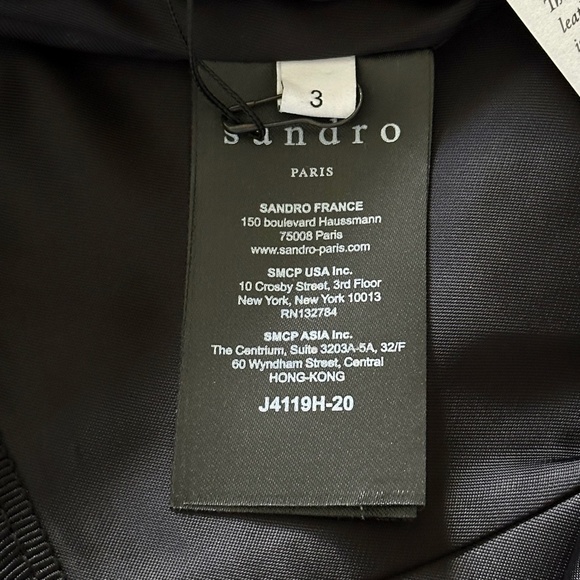 3
sandro
PARIS
SANDRO FRANCE
150 boulevard Haussmann
75008 Paris
www.sandro-paris.com
SMCP USA Inc.
10 Crosby Street, 3rd Floor
New York, New York 10013
RN132784
SMCP ASIA Inc.
The Centrium, Suite 3203A-5A, 32/F
60 Wyndham Street, Central
HONG-KONG
J4119H-20